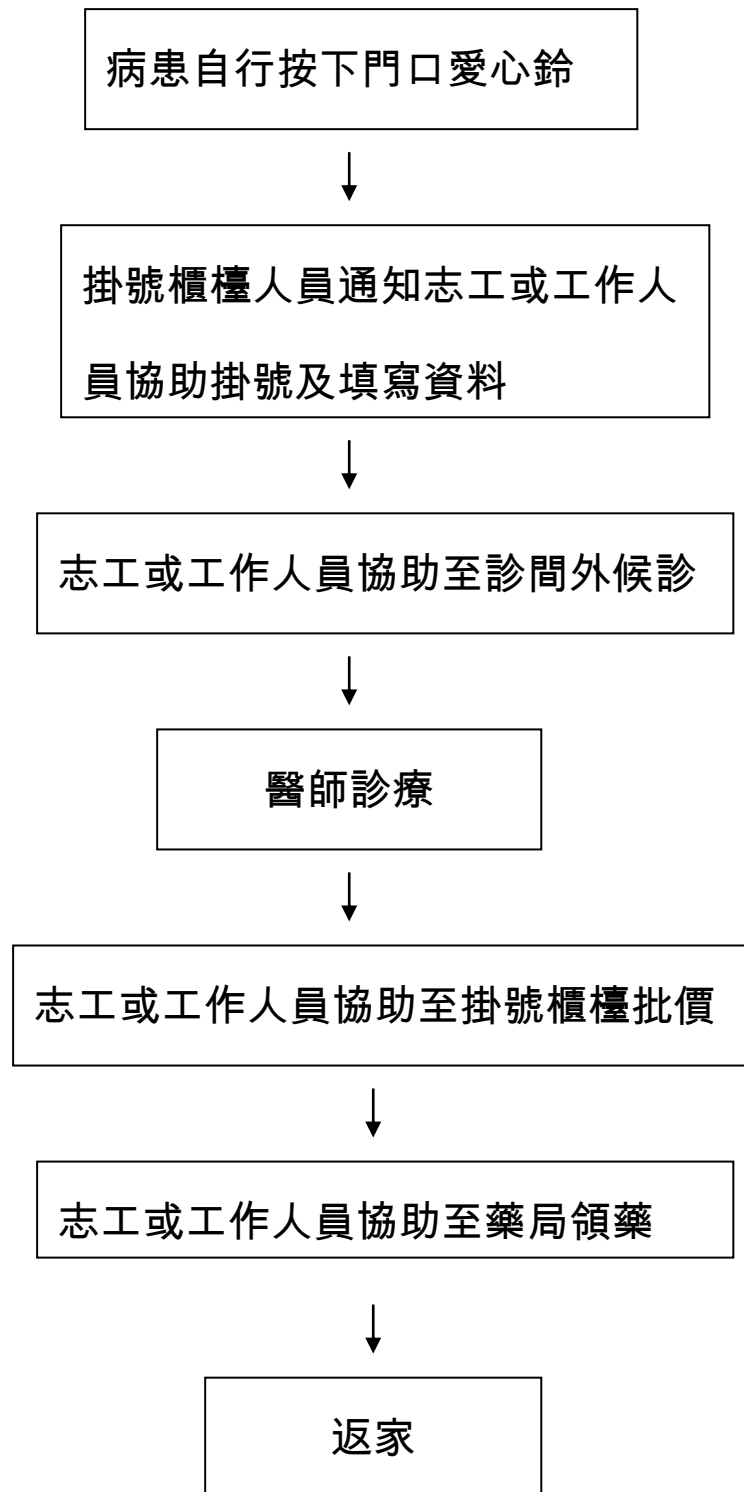 病患自行按下門口愛心鈴
掛號櫃檯人員通知志工或工作人
員協助掛號及填寫資料
志工或工作人員協助至診間外候診
醫師診療
志工或工作人員協助至掛號櫃檯批價
志工或工作人員協助至藥局領藥
返家